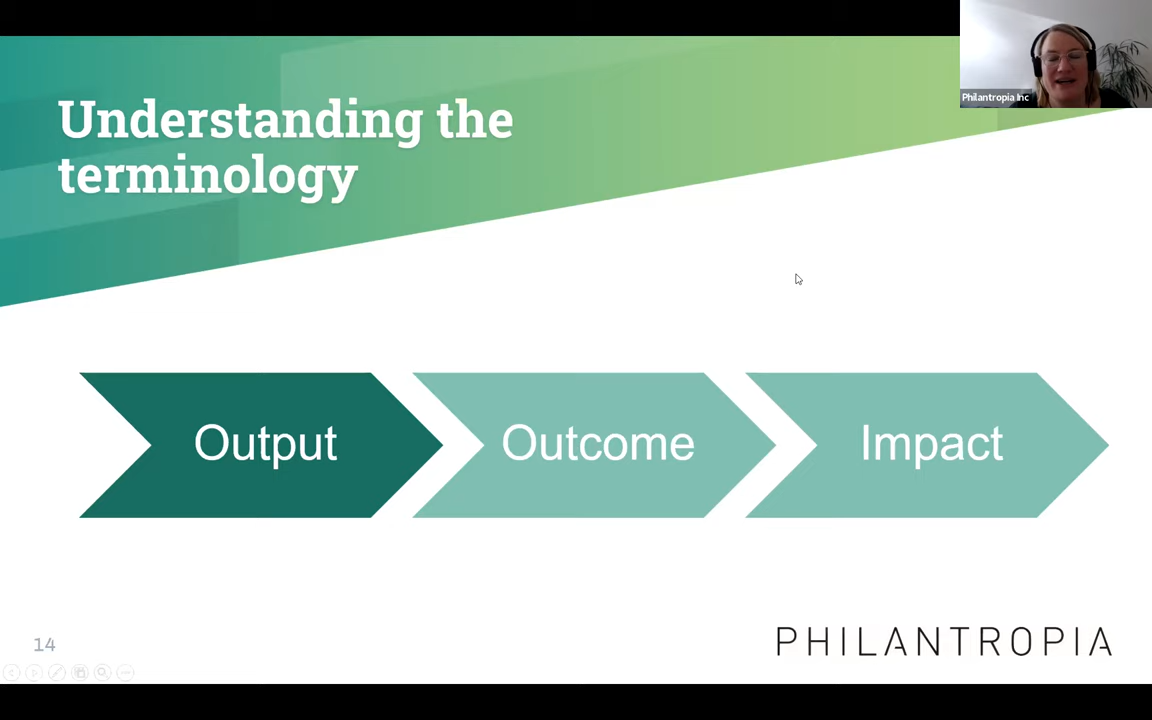 Philantropia Inc
Understanding the
terminology
Output
Outcome
Impact
14
PHILANTROPIA